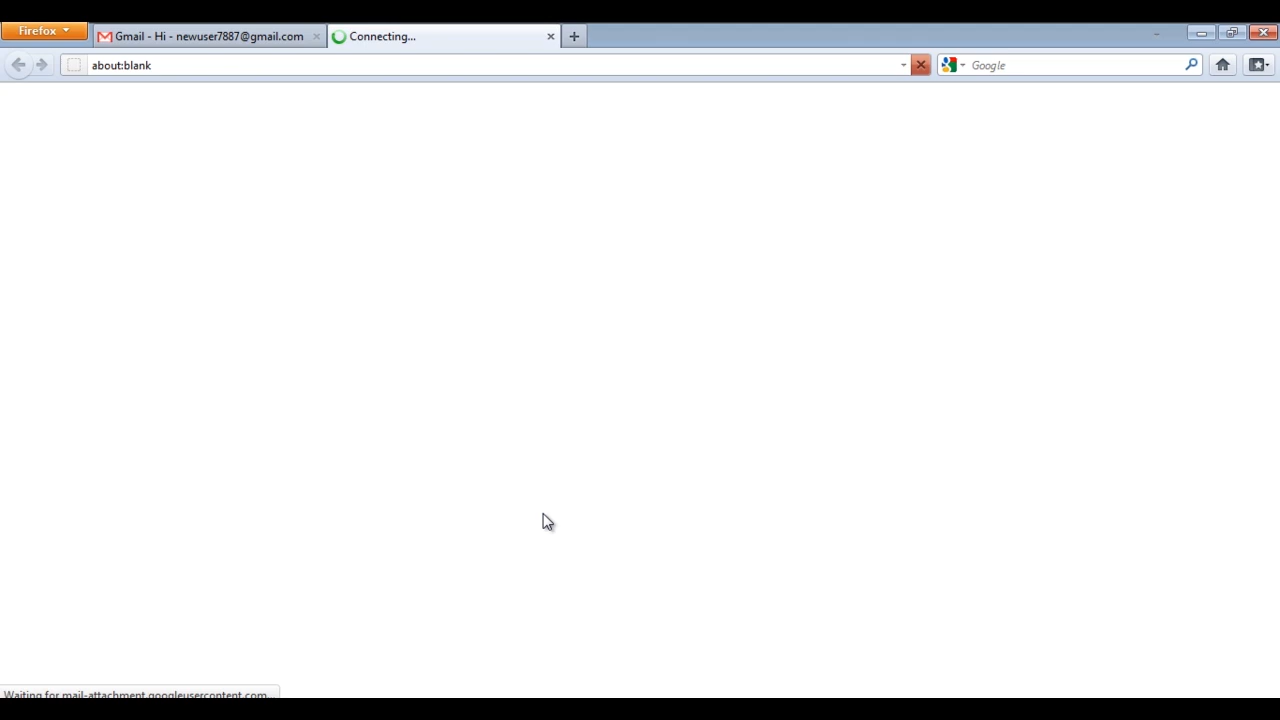 Firefox
Gmail - Hi - newuser7887@gmail.com
Connecting...
about:blank
Google
Waiting for mail-attachment.googleusercontent.com...